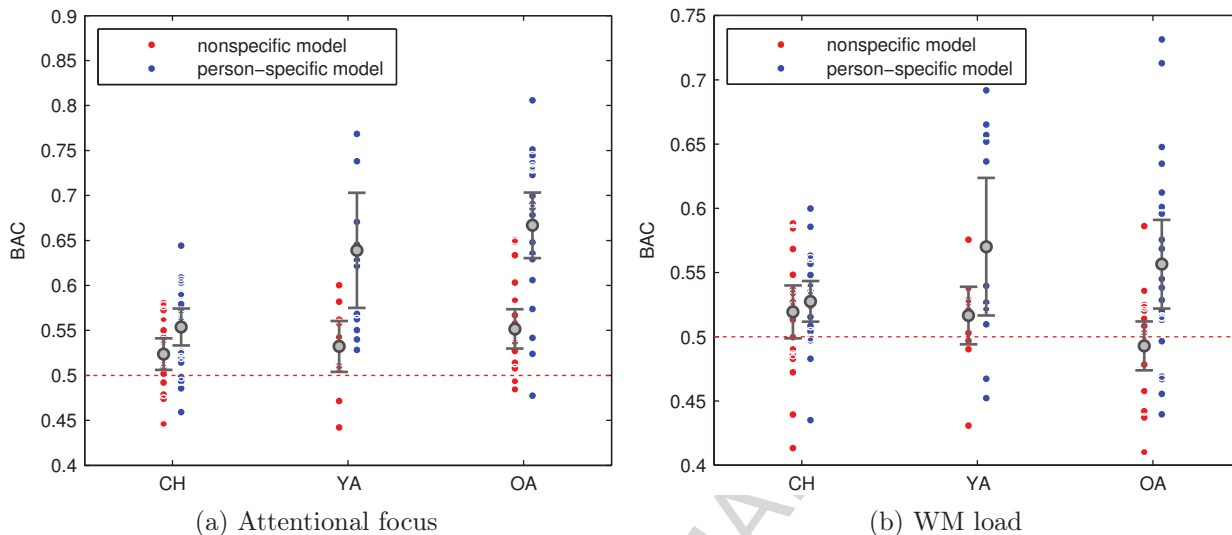 0.9
0.85
0.8
0.75
0.7
0.65
0.6
0.55
0.5
0.45
0.4
BAC
nonspecific model
person−specific model
CH YA OA
(a) Attentional focus
0.75
0.7
0.65
0.6
0.55
0.5
0.45
0.4
BAC
nonspecific model
person−specific model
CH YA OA
(b) WM load